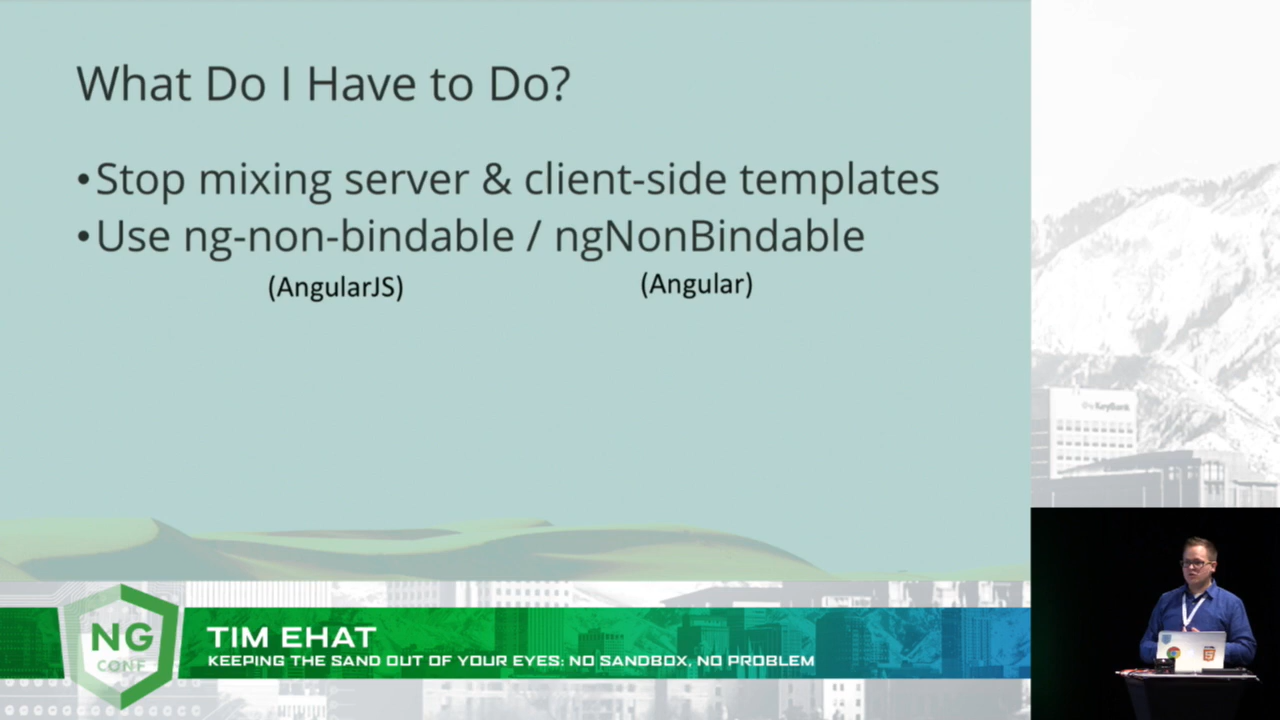 What Do I Have to Do?
•Stop mixing server & client-side templates
•Use ng-non-bindable / ngNonBindable
(AngularJS)
(Angular)
KeyBank
NG
CONF
TIM EHAT
KEEPING THE SAND OUT OF YOUR EYES: NO SANDBOX, NO PROBLEM